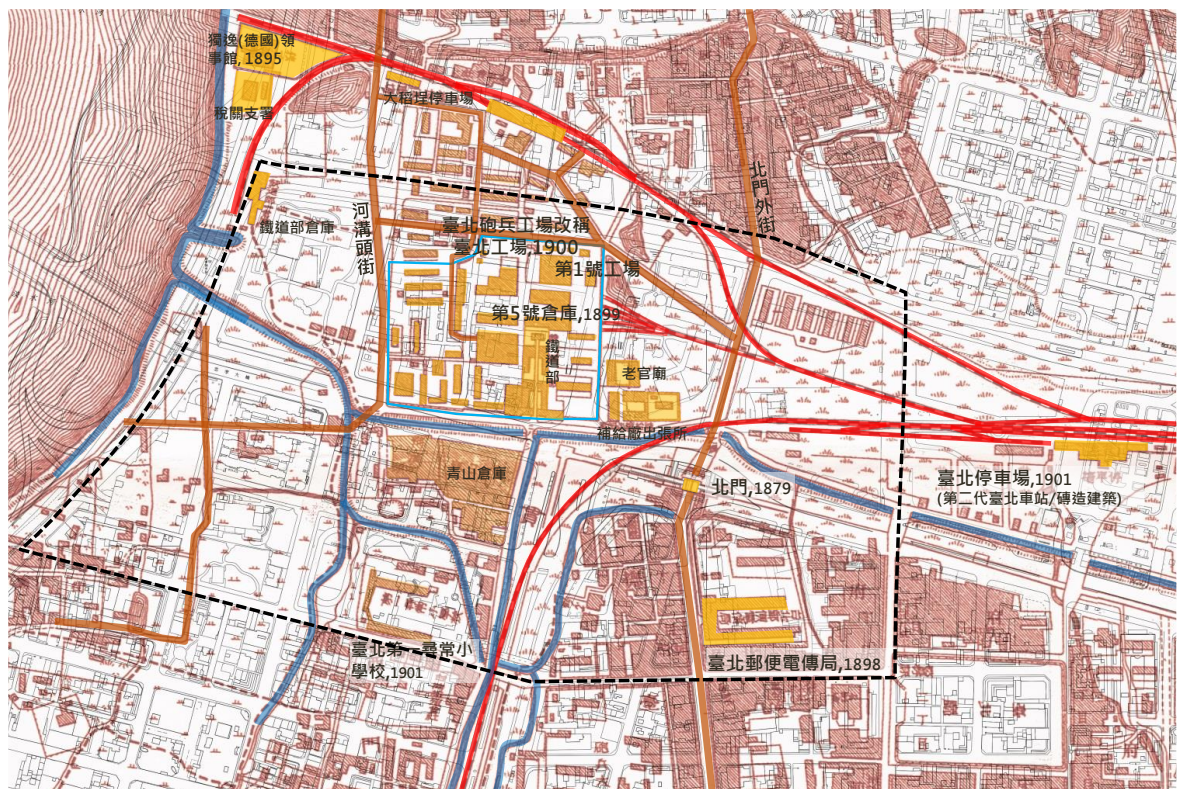 獨逸(德國)領
事館, 1895
稅關支署
大稻埕停車場
北門外街
河溝頭街
鐵道部倉庫
臺北砲兵工場改稱
臺北工場,1900
第1號工場
第5號倉庫,1899
鐵道部
老官廟
補給廠出張所
青山倉庫
北門,1879
臺北停車場,1901
(第二代臺北車站/磚造建築)
臺北第一尋常小
學校,1901
臺北郵便電傳局,1898